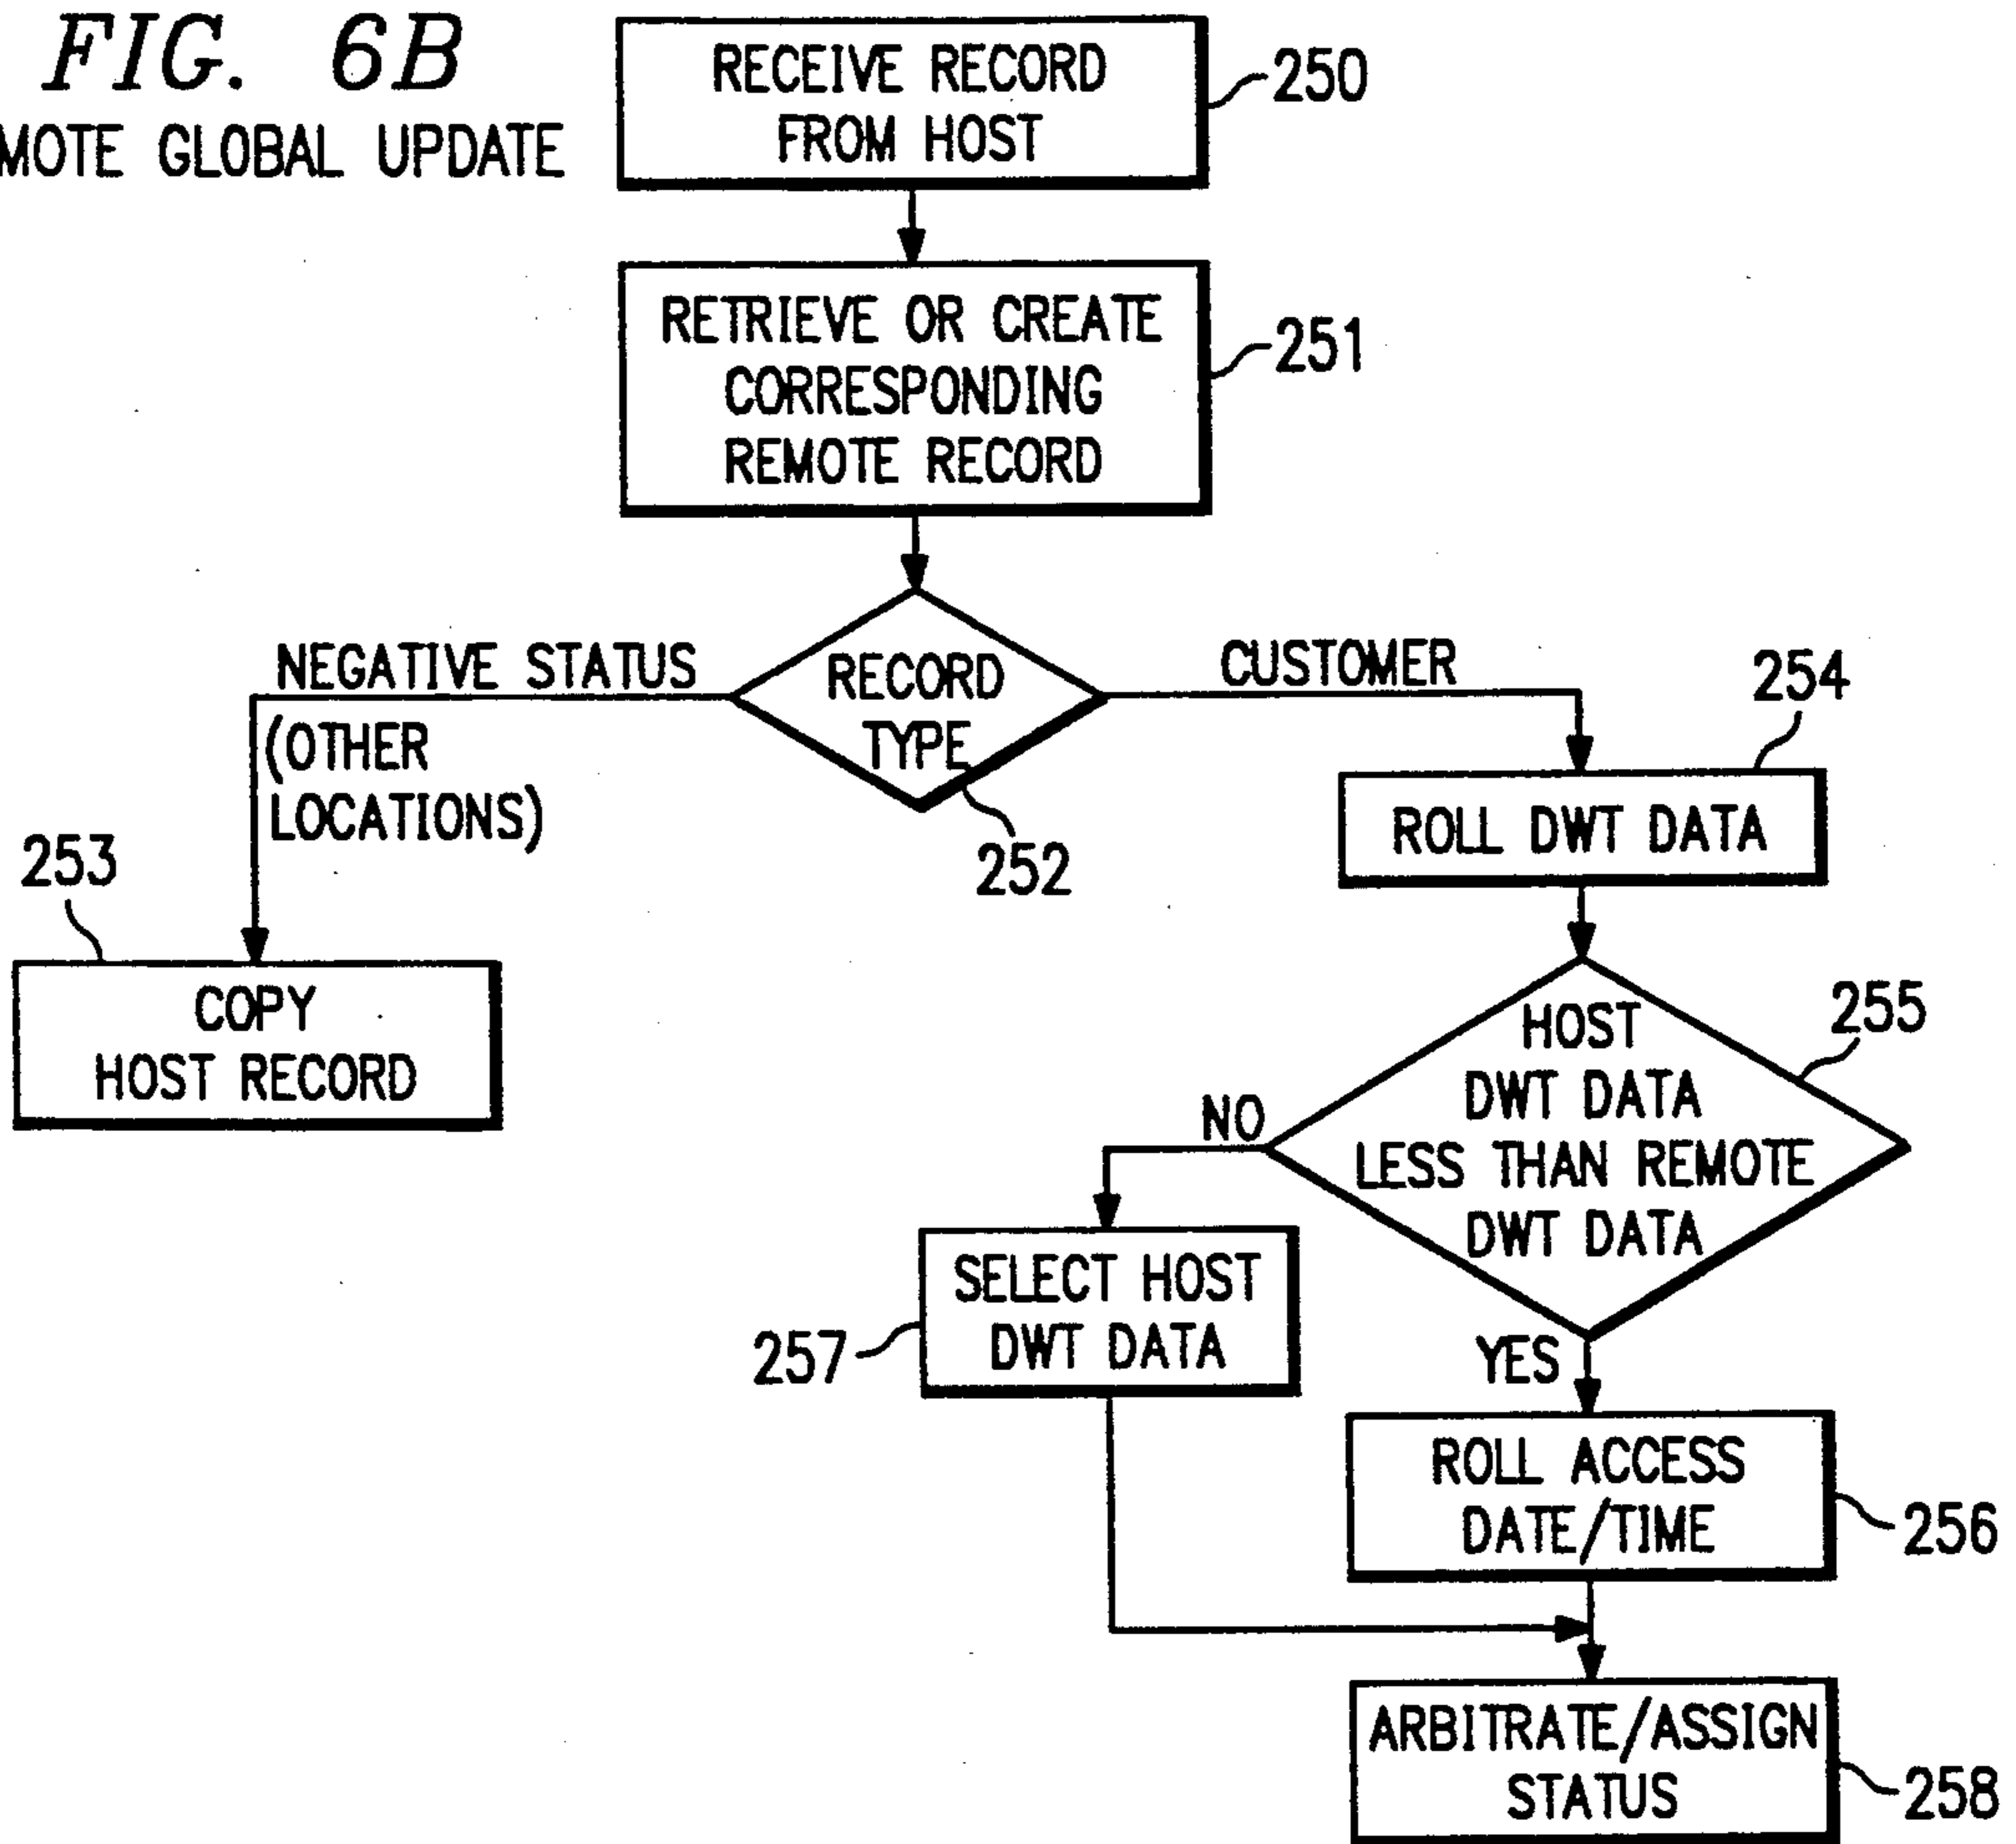 FIG. 6B
MOTE GLOBAL UPDATE
RECEIVE RECORD
FROM HOST
250
RETRIEVE OR CREATE
CORRESPONDING
REMOTE RECORD
251
NEGATIVE STATUS
(OTHER
LOCATIONS)
RECORD
TYPE
252
CUSTOMER
253
COPY
HOST RECORD
254
ROLL DWT DATA
HOST
DWT DATA
LESS THAN REMOTE
DWT DATA
255
NO
SELECT HOST
DWT DATA
257
YES
ROLL ACCESS
DATE/TIME
256
ARBITRATE/ASSIGN
STATUS
258